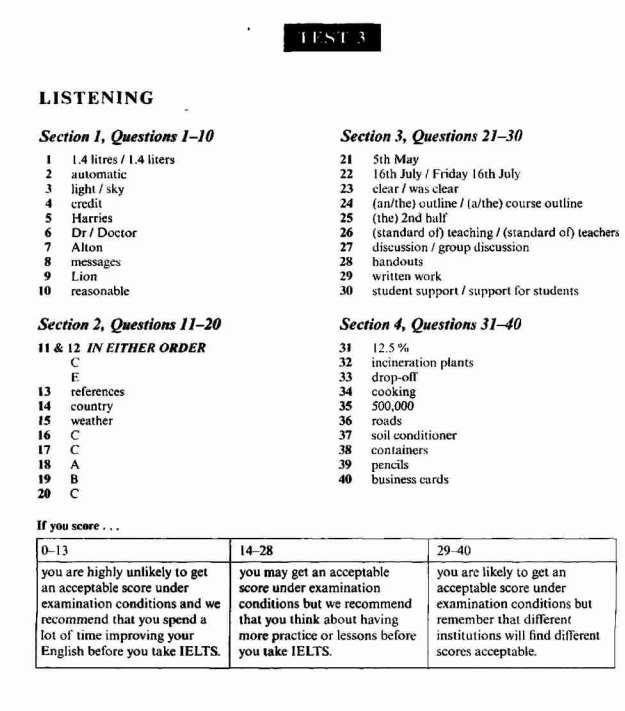 TEST 3
LISTENING
Section 1, Questions 1–10
1 1.4 litres / 1.4 liters
2 automatic
3 light / sky
4 credit
5 Harries
6 Dr / Doctor
7 Alton
8 messages
9 Lion
10 reasonable
Section 2, Questions 11–20
11 & 12 IN EITHER ORDER
C
E
13 references
14 country
15 weather
16 C
17 C
18 A
19 B
20 C
Section 3, Questions 21–30
21 5th May
22 16th July / Friday 16th July
23 clear / was clear
24 (an/the) outline / (a/the) course outline
25 (the) 2nd half
26 (standard of) teaching / (standard of) teachers
27 discussion / group discussion
28 handouts
29 written work
30 student support / support for students
Section 4, Questions 31–40
31 12.5 %
32 incineration plants
33 drop-off
34 cooking
35 500,000
36 roads
37 soil conditioner
38 containers
39 pencils
40 business cards
If you score . . .
0–13
you are highly unlikely to get
an acceptable score under
examination conditions and we
recommend that you spend a
lot of time improving your
English before you take IELTS.
14–28
you may get an acceptable
score under examination
conditions but we recommend
that you think about having
more practice or lessons before
you take IELTS.
29–40
you are likely to get an
acceptable score under
examination conditions but
remember that different
institutions will find different
scores acceptable.